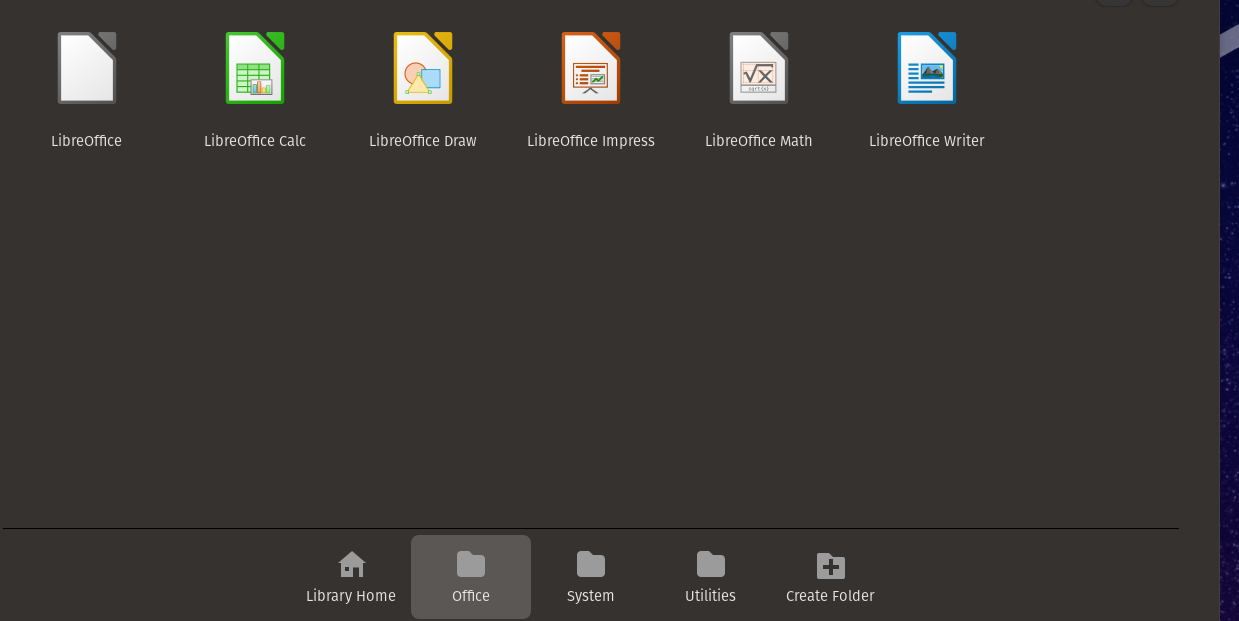 LibreOffice
LibreOffice Calc
LibreOffice Draw
LibreOffice Impress
LibreOffice Math
LibreOffice Writer
Library Home
Office
System
Utilities
Create Folder